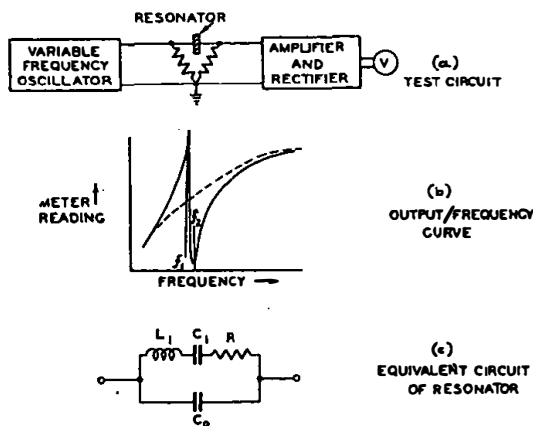 RESONATOR
VARIABLE
FREQUENCY
OSCILLATOR
AMPLIFIER
AND
RECTIFIER
V
(a)
TEST CIRCUIT
METER
READING
f₁
f₂
FREQUENCY
(b)
OUTPUT/FREQUENCY
CURVE
L₁ C₁ R
C₀
(c)
EQUIVALENT CIRCUIT
OF RESONATOR